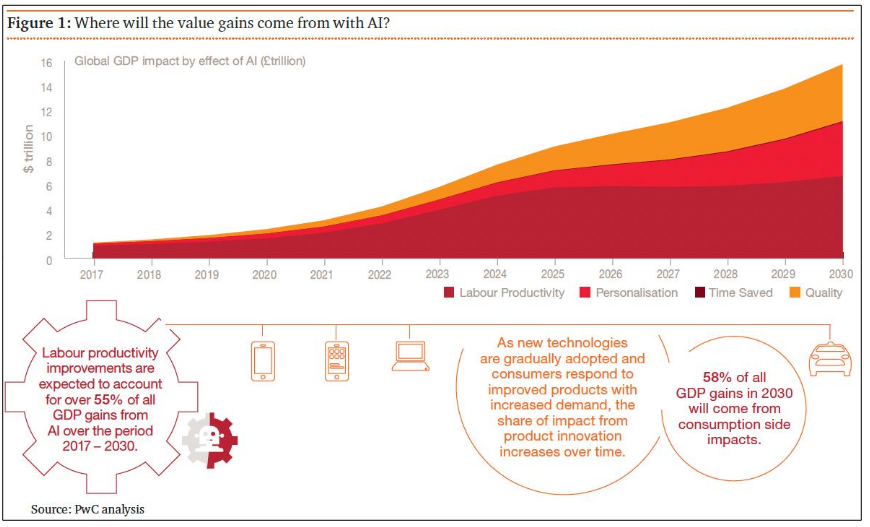 Figure 1: Where will the value gains come from with AI?
Global GDP impact by effect of AI (£trillion)
$ trillion
16
14
12
10
8
6
4
2
0
2017 2018 2019 2020 2021 2022 2023 2024 2025 2026 2027 2028 2029 2030
Labour Productivity Personalisation Time Saved Quality
Labour productivity
improvements are
expected to account
for over 55% of all
GDP gains from
AI over the period
2017 – 2030.
As new technologies
are gradually adopted and
consumers respond to
improved products with
increased demand, the
share of impact from
product innovation
increases over time.
58% of all
GDP gains in 2030
will come from
consumption side
impacts.
Source: PwC analysis